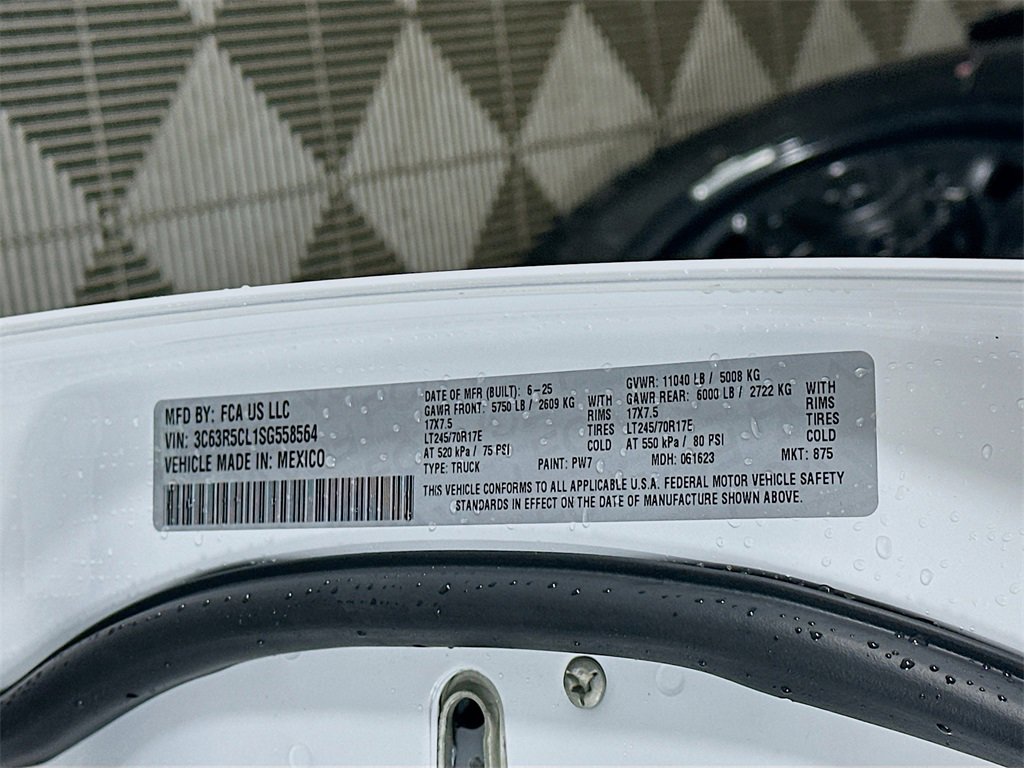 MFD BY: FCA US LLC
VIN: 3C63R5CL1SG558564
VEHICLE MADE IN: MEXICO
DATE OF MFR (BUILT): 6-25
GAWR FRONT: 5750 LB / 2609 KG WITH
17X7.5 RIMS
LT245/70R17E TIRES
AT 520 kPa / 75 PSI COLD
TYPE: TRUCK PAINT: PW7
GVWR: 11040 LB / 5008 KG
GAWR REAR: 6000 LB / 2722 KG WITH
17X7.5 RIMS
LT245/70R17E TIRES
AT 550 kPa / 80 PSI COLD
MDH: 061623 MKT: 875
THIS VEHICLE CONFORMS TO ALL APPLICABLE U.S.A. FEDERAL MOTOR VEHICLE SAFETY
STANDARDS IN EFFECT ON THE DATE OF MANUFACTURE SHOWN ABOVE.